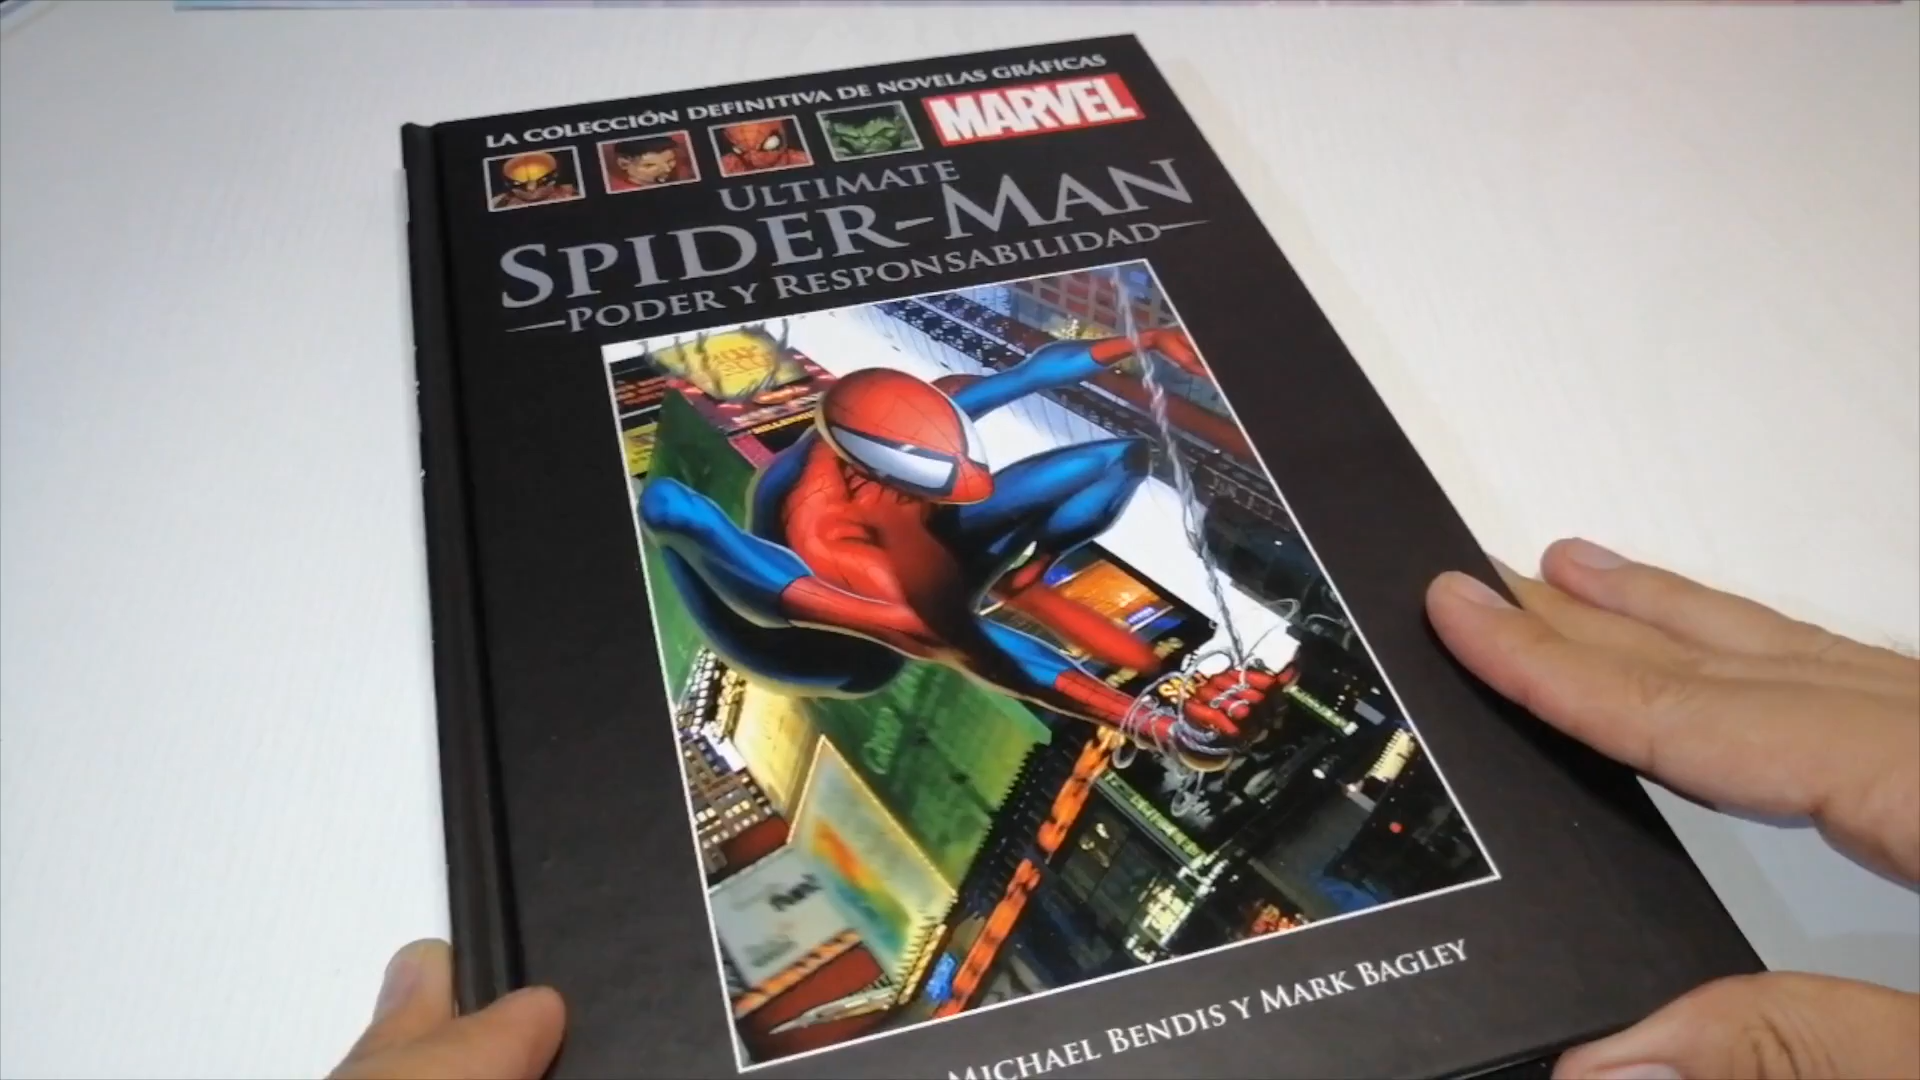 LA COLECCIÓN DEFINITIVA DE NOVELAS GRÁFICAS
MARVEL
ULTIMATE
SPIDER-MAN
PODER Y RESPONSABILIDAD
MICHAEL BENDIS Y MARK BAGLEY